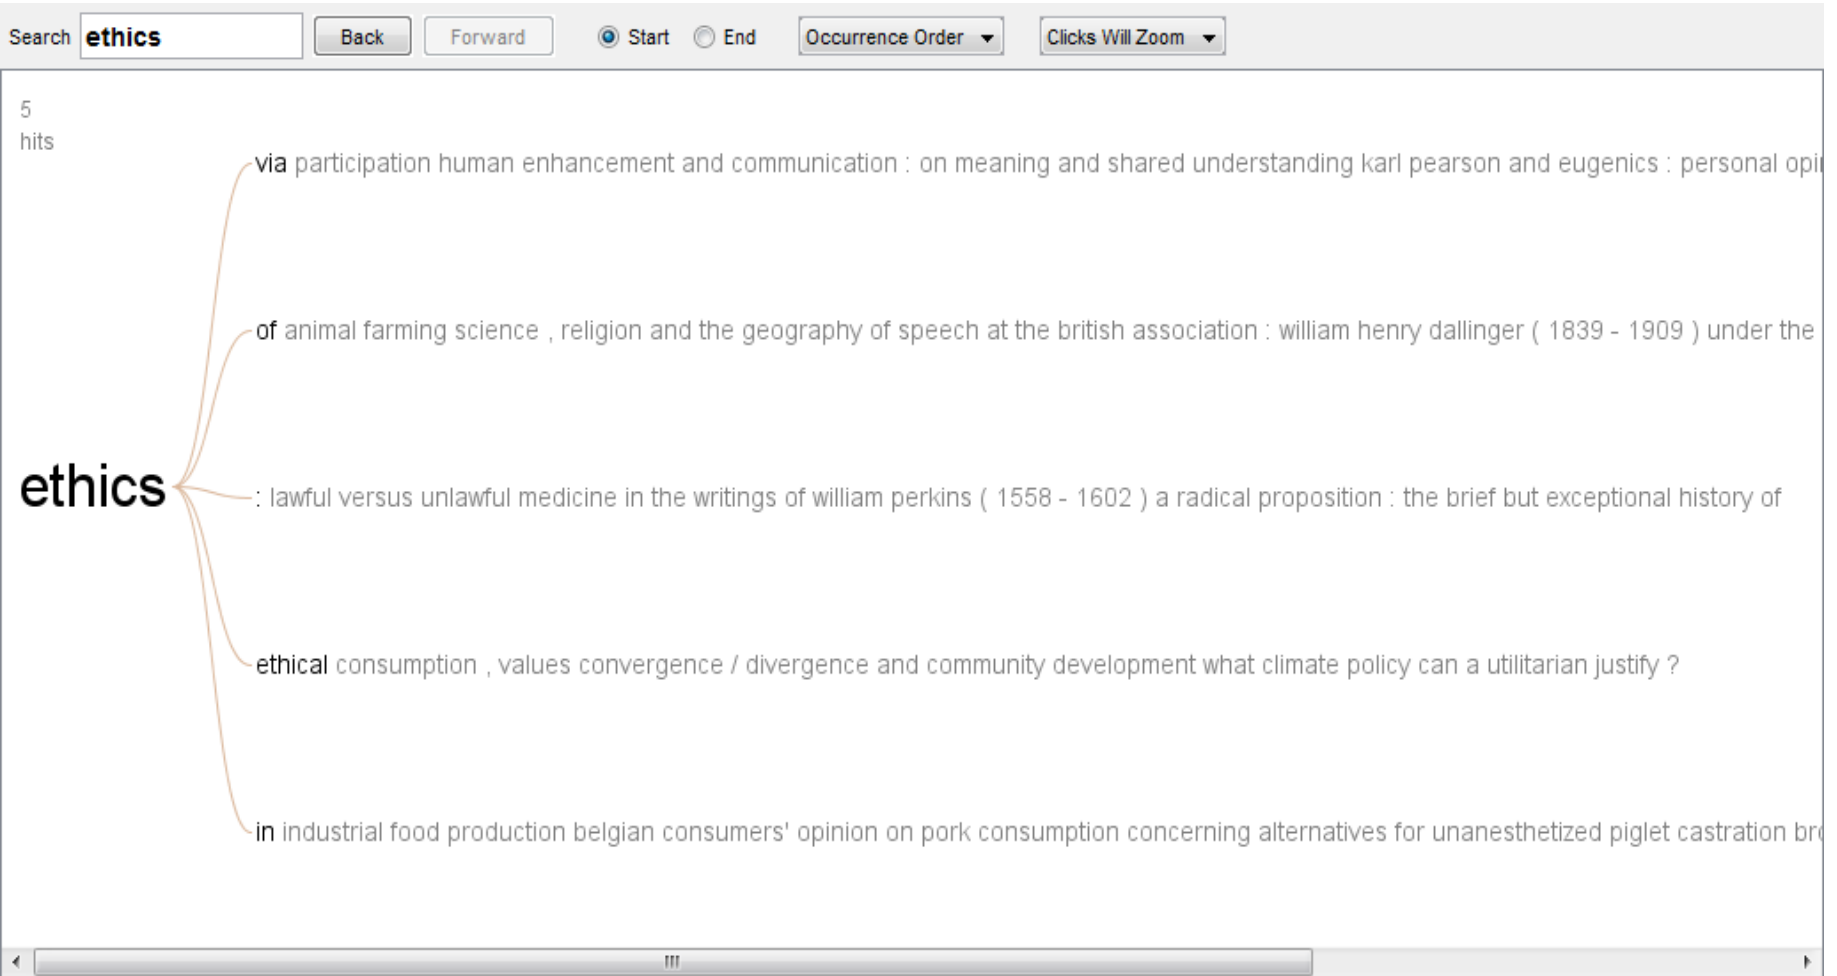 Search ethics Back Forward Start End Occurrence Order Clicks Will Zoom
5
hits
via participation human enhancement and communication : on meaning and shared understanding karl pearson and eugenics : personal
of animal farming science , religion and the geography of speech at the british association : william henry dallinger ( 1839 - 1909 ) under the
ethics
: lawful versus unlawful medicine in the writings of william perkins ( 1558 - 1602 ) a radical proposition : the brief but exceptional history of
ethical consumption , values convergence / divergence and community development what climate policy can a utilitarian justify ?
in industrial food production belgian consumers' opinion on pork consumption concerning alternatives for unanesthetized piglet castration